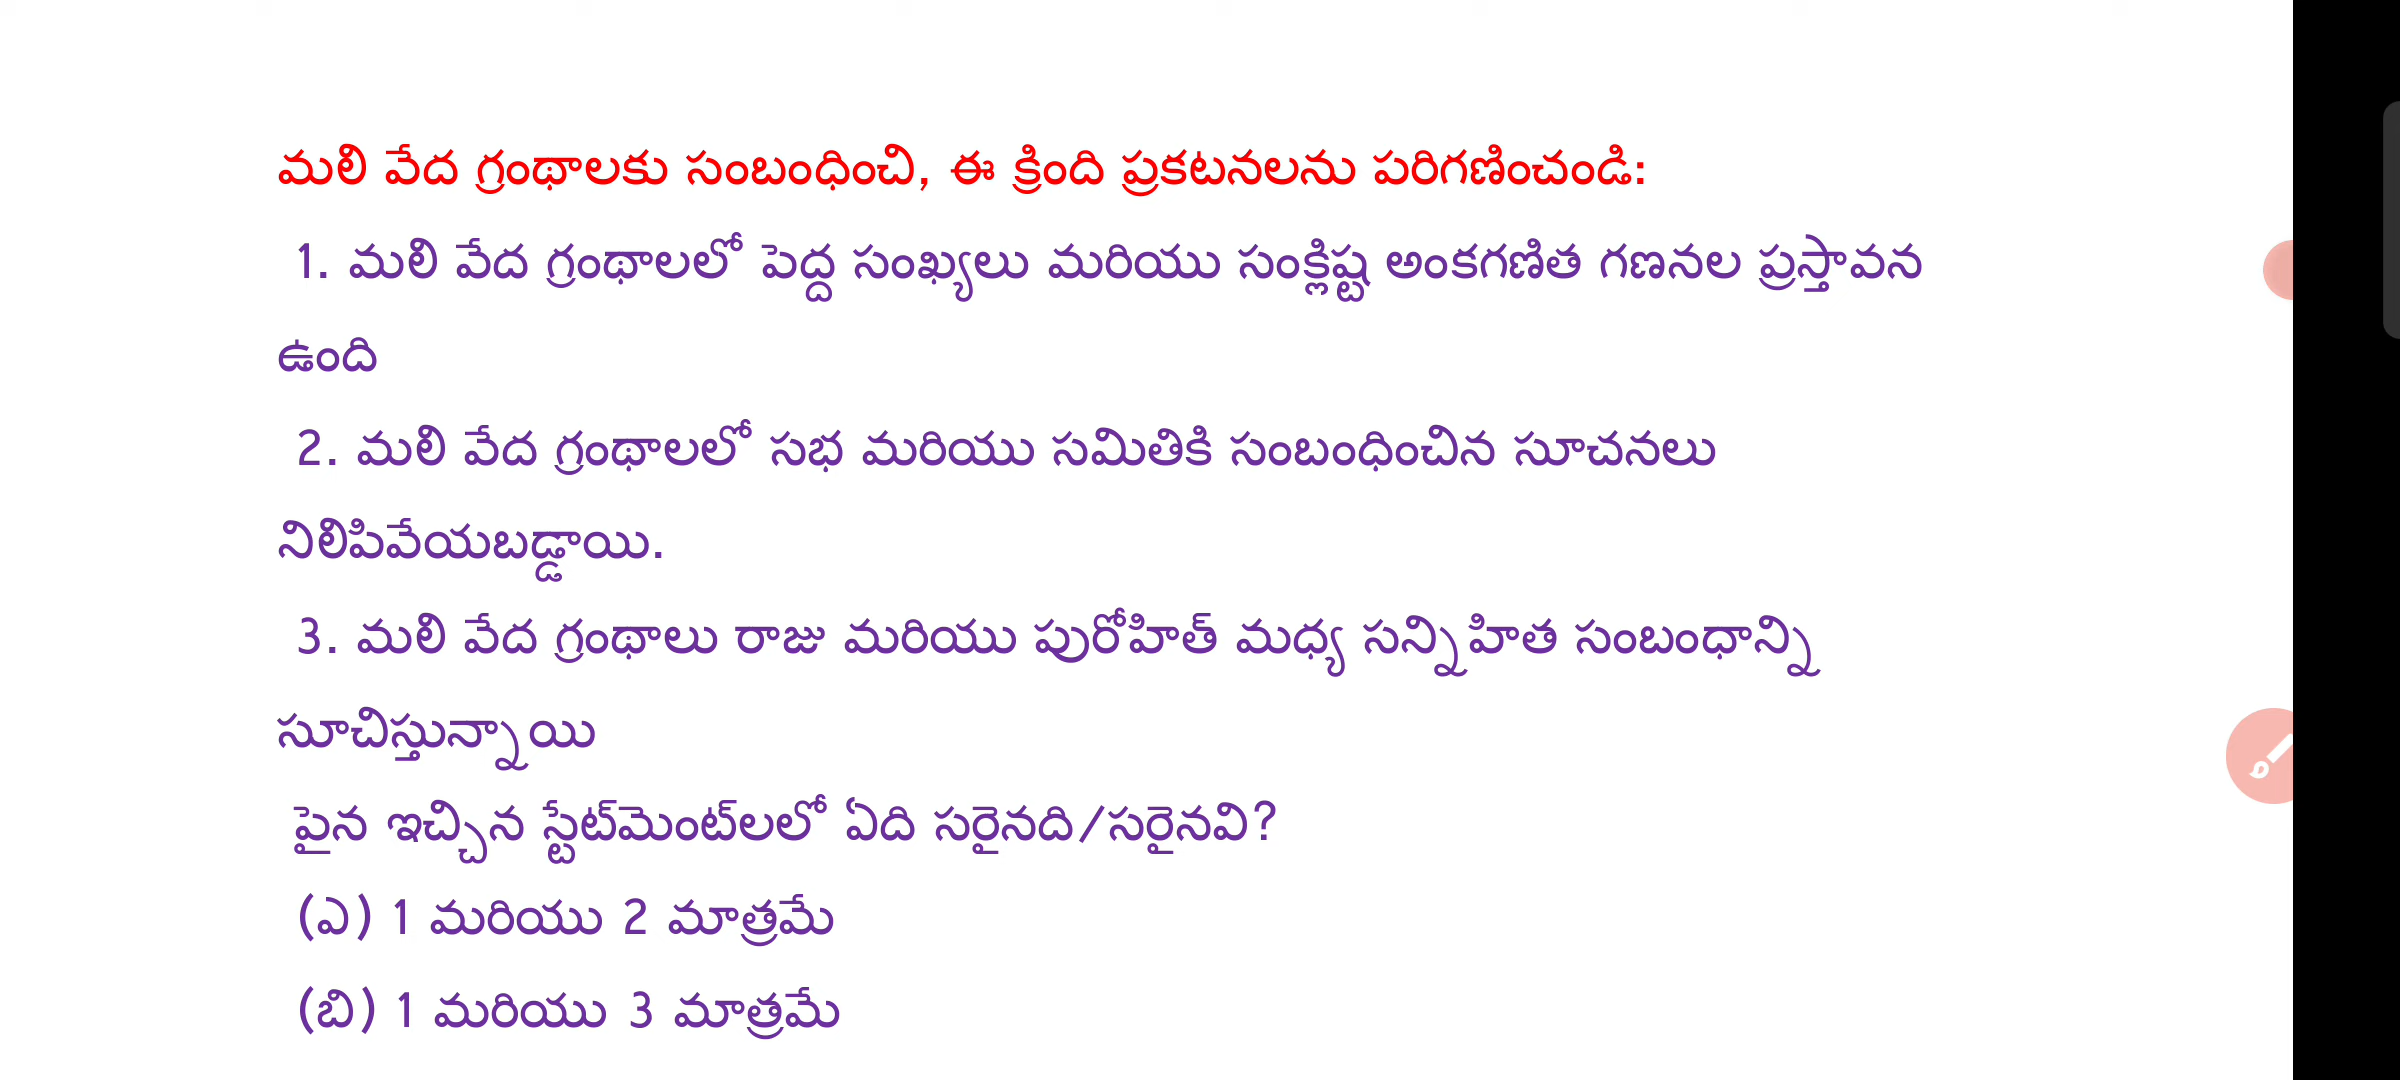 మలి వేద గ్రంథాలకు సంబంధించి, ఈ క్రింది ప్రకటనలను పరిగణించండి:
1. మలి వేద గ్రంథాలలో పెద్ద సంఖ్యలు మరియు సంక్లిష్ట అంకగణిత గణనల ప్రస్తావన
ఉంది
2. మలి వేద గ్రంథాలలో సభ మరియు సమితికి సంబంధించిన సూచనలు
నిలిపివేయబడ్డాయి.
3. మలి వేద గ్రంథాలు రాజు మరియు పురోహిత్ మధ్య సన్నిహిత సంబంధాన్ని
సూచిస్తున్నాయి
పైన ఇచ్చిన స్టేట్‌మెంట్‌లలో ఏది సరైనది/సరైనవి?
(ఎ) 1 మరియు 2 మాత్రమే
(బి) 1 మరియు 3 మాత్రమే